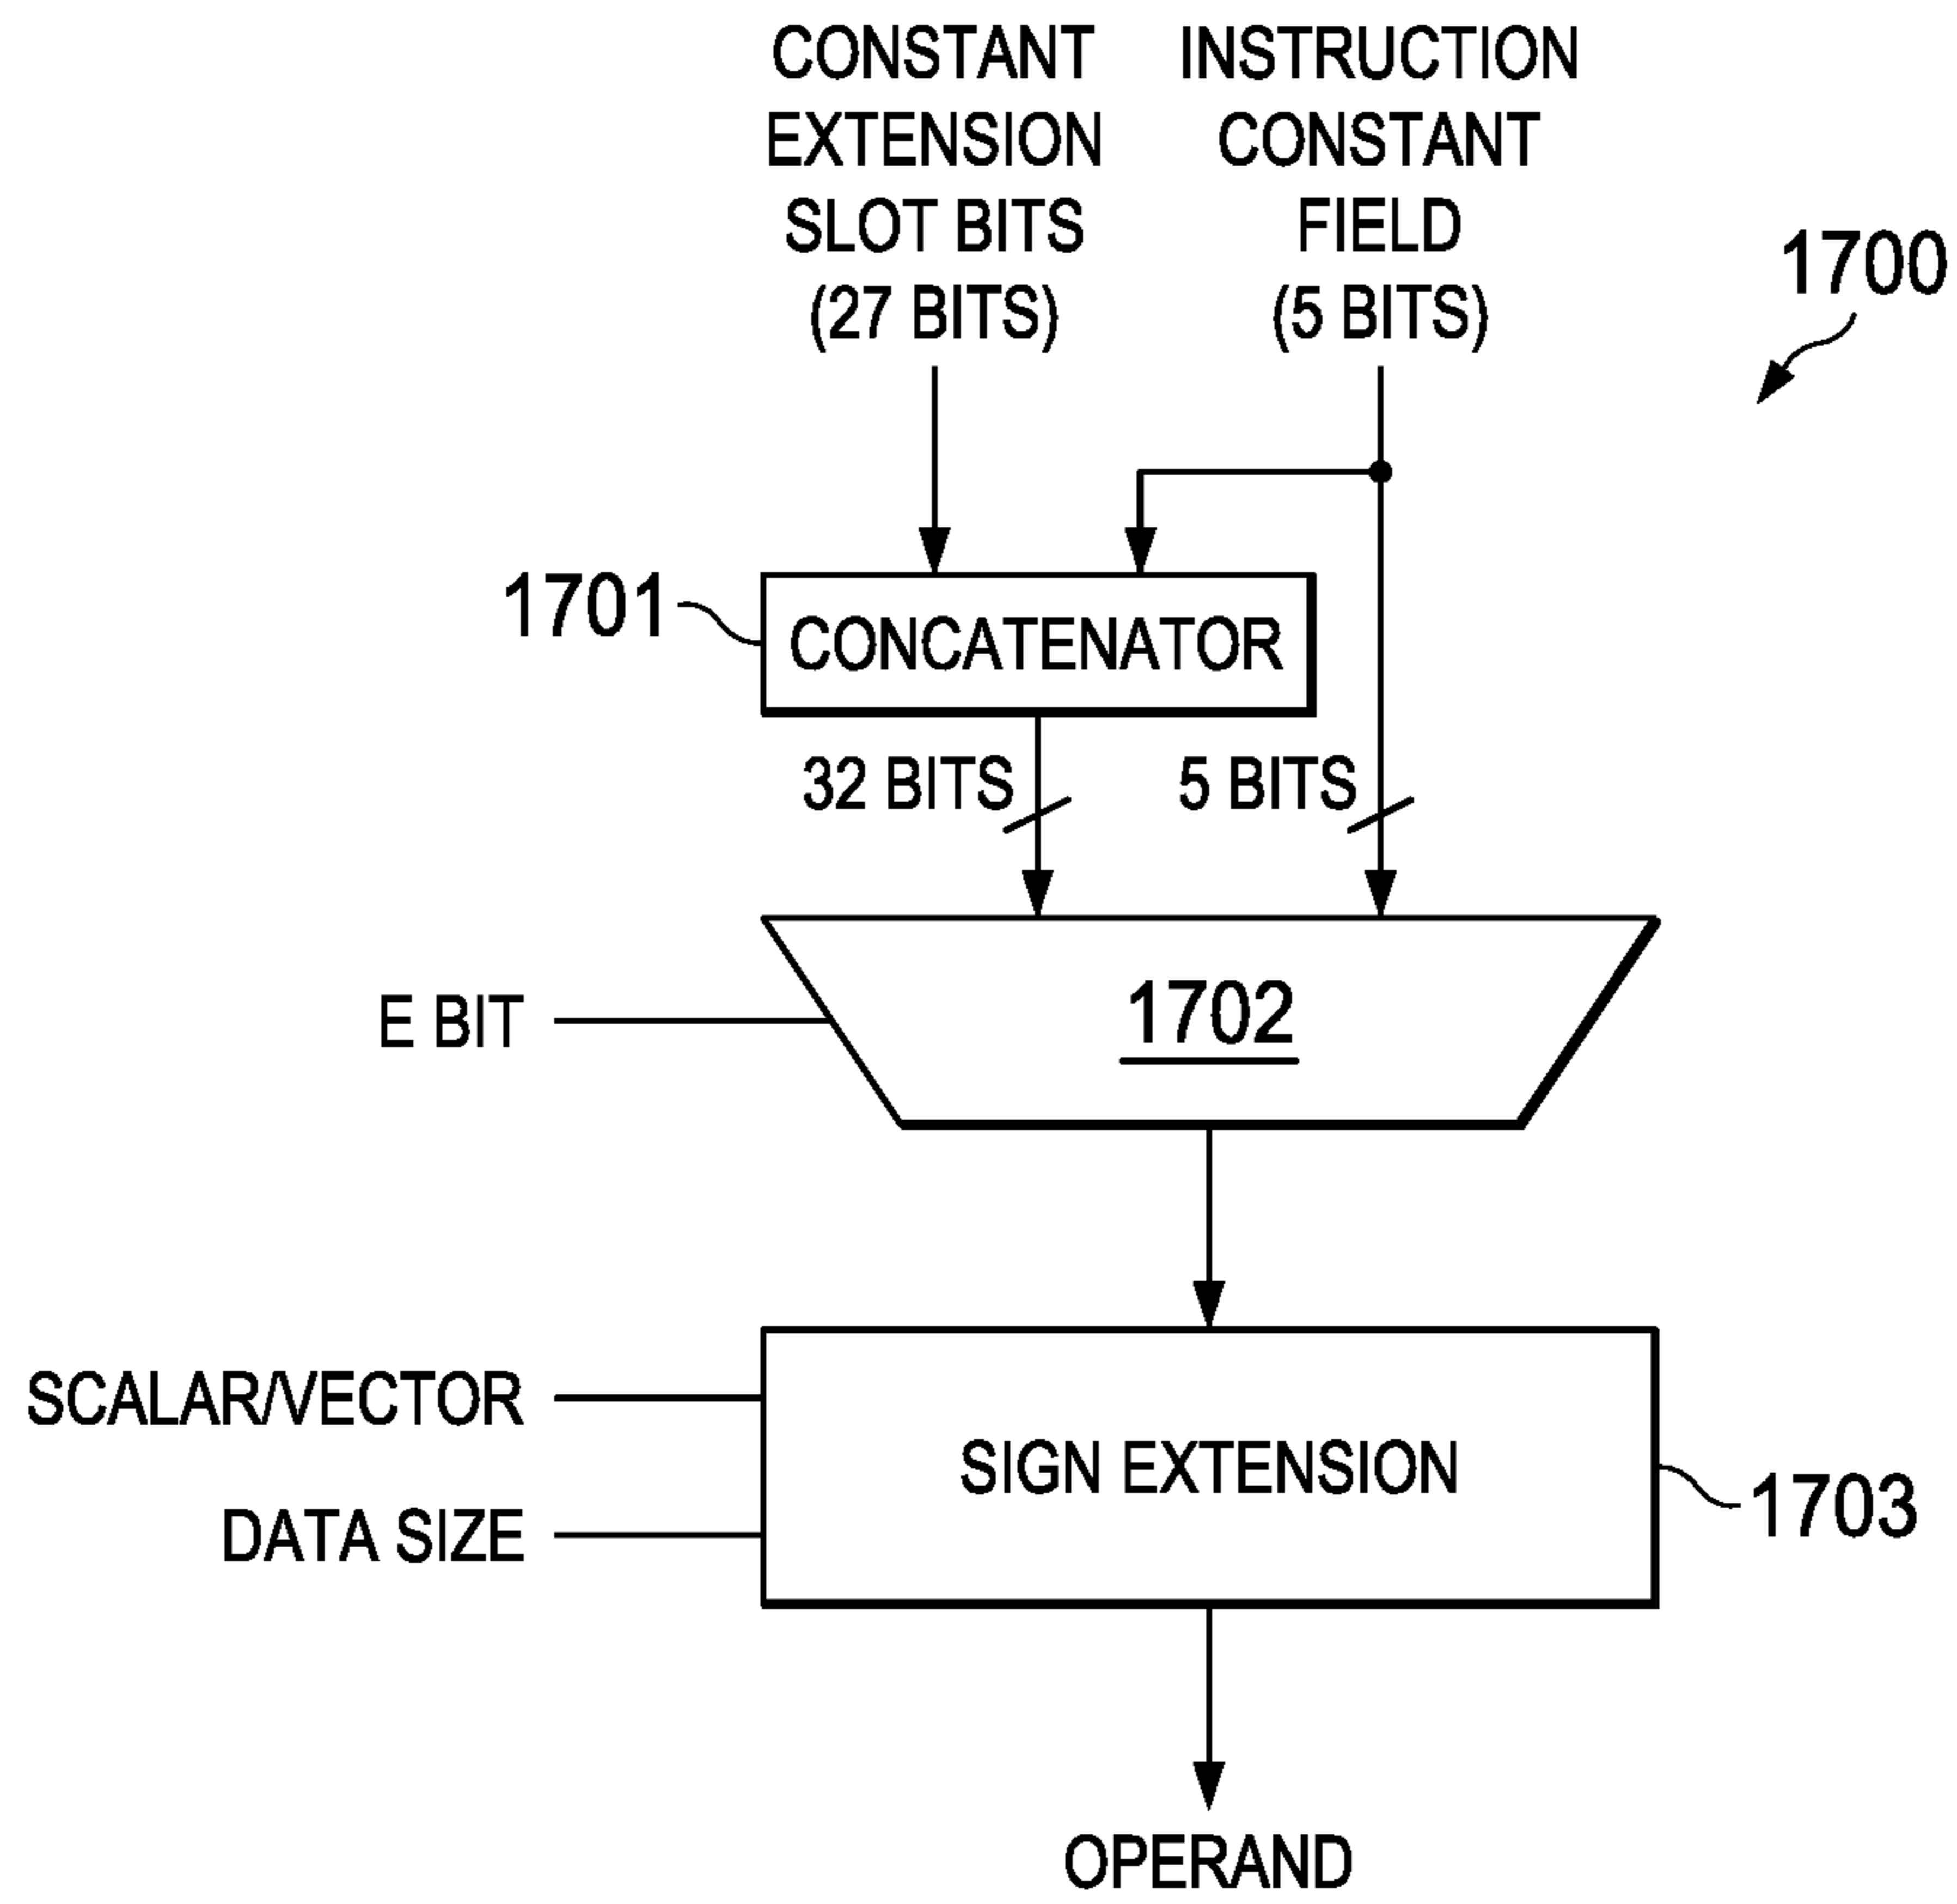 CONSTANT
EXTENSION
SLOT BITS
(27 BITS)
INSTRUCTION
CONSTANT
FIELD
(5 BITS)
1700
1701
CONCATENATOR
32 BITS
5 BITS
E BIT
1702
SCALAR/VECTOR
DATA SIZE
SIGN EXTENSION
1703
OPERAND